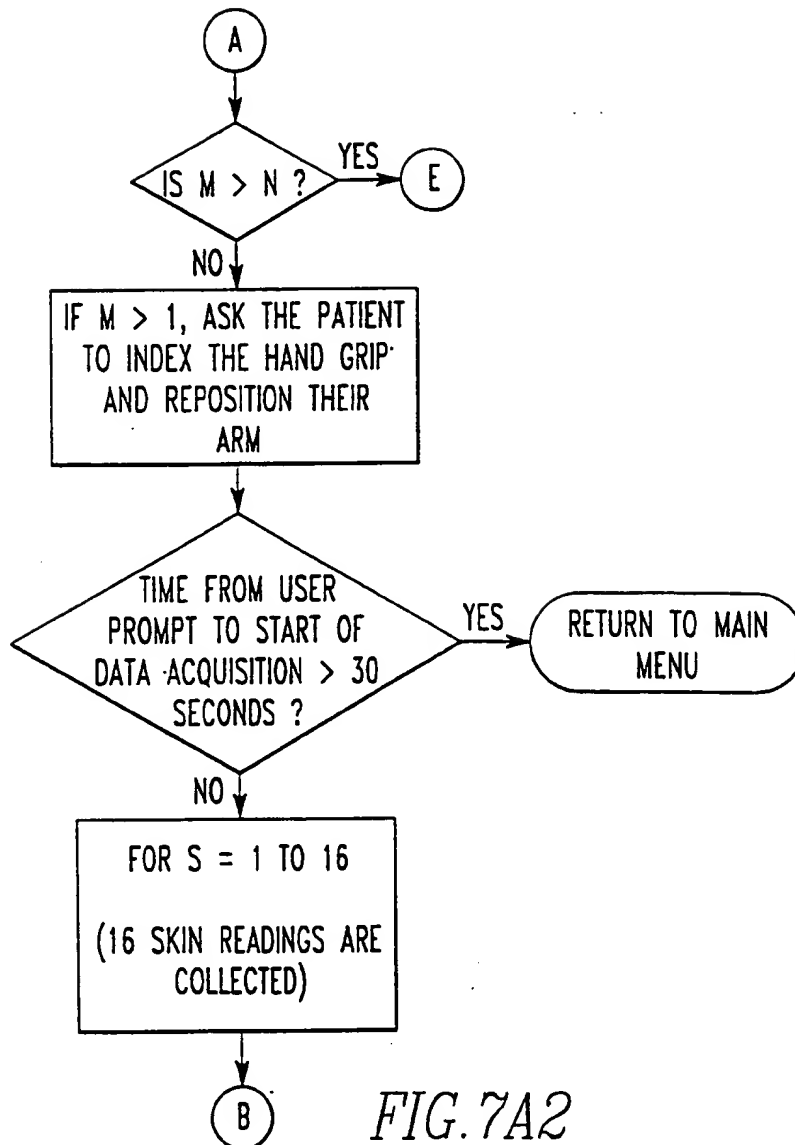 A
IS M > N ?
YES
E
NO
IF M > 1, ASK THE PATIENT
TO INDEX THE HAND GRIP
AND REPOSITION THEIR
ARM
TIME FROM USER
PROMPT TO START OF
DATA ACQUISITION > 30
SECONDS ?
YES
RETURN TO MAIN
MENU
NO
FOR S = 1 TO 16
(16 SKIN READINGS ARE
COLLECTED)
B
FIG.7A2